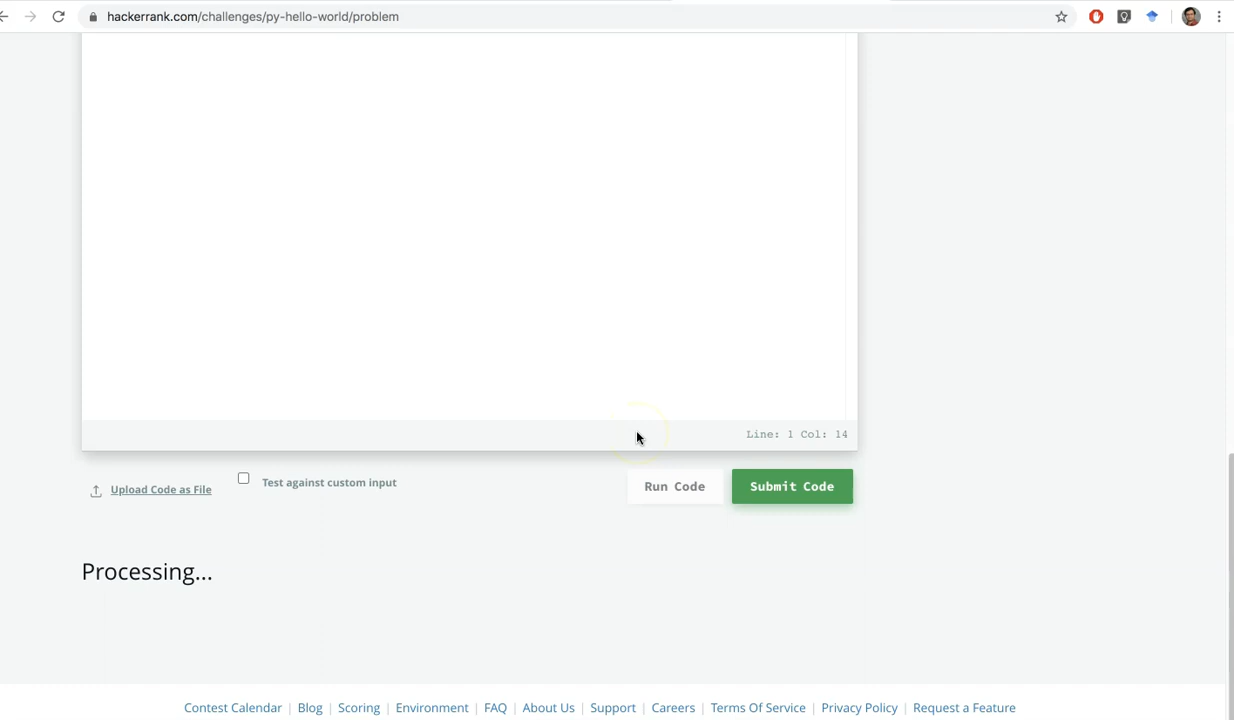 hackerrank.com/challenges/py-hello-world/problem
Line: 1 Col: 14
Upload Code as File
Test against custom input
Run Code
Submit Code
Processing...
Contest Calendar | Blog | Scoring | Environment | FAQ | About Us | Support | Careers | Terms Of Service | Privacy Policy | Request a Feature